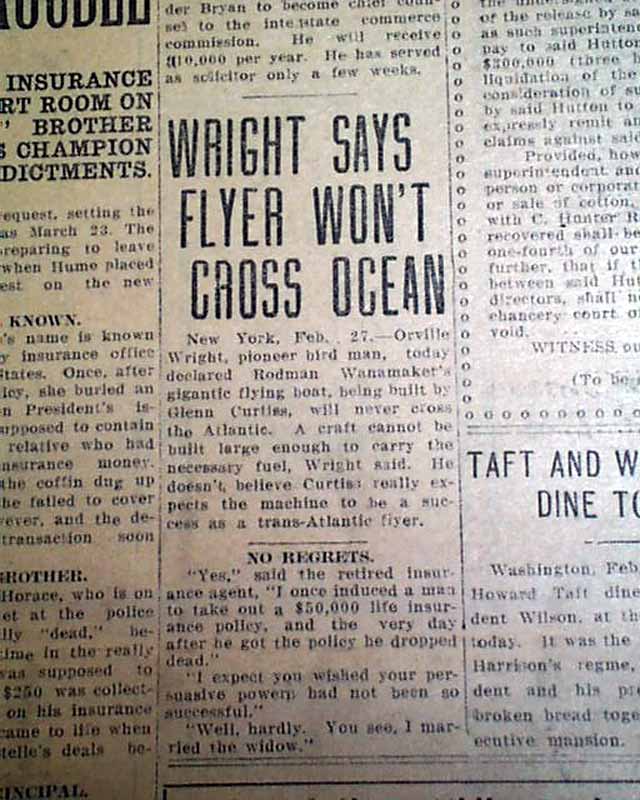 INSURANCE
RT ROOM ON
' BROTHER
S CHAMPION
DICTMENTS.
request, setting the
as March 23. The
preparing to leave
when Hume placed
est on the new
KNOWN.
's name is known
y insurance office
States. Once, after
icy, she buried an
n President's is-
upposed to contain
relative who had
insurance money.
the coffin dug up
he failed to cover
ever, and the de-
transaction soon
BROTHER.
Horace, who is on
et at the police
lly "dead," be-
time in the really
was supposed to
$250 was collect-
on his insurance
came to life when
telle's deals be-
INCIPAL.
der Bryan to become chief coun-
sel to the interstate commerce
commission. He will receive
$10,000 per year. He has served
as solicitor only a few weeks.
WRIGHT SAYS
FLYER WON'T
CROSS OCEAN
New York, Feb. 27.—Orville
Wright, pioneer bird man, today
declared Rodman Wanamaker's
gigantic flying boat, being built by
Glenn Curtiss, will never cross
the Atlantic. A craft cannot be
built large enough to carry the
necessary fuel, Wright said. He
doesn't believe Curtiss really ex-
pects the machine to be a suc-
cess as a trans-Atlantic flyer.
NO REGRETS.
"Yes," said the retired insur-
ance agent, "I once induced a man
to take out a $50,000 life insur-
ance policy, and the very day
after he got the policy he dropped
dead."
"I expect you wished your per-
suasive powers had not been so
successful."
"Well, hardly. You see, I mar-
ried the widow."
of the release by sa
as such superintend
pay to said Hutton
$300,000 (three h
liquidation of the
consideration of su
by said Hutton to
expressly remit an
claims against said
Provided, how
superintendent and
person or corporat
or sale of cotton,
with C. Hunter R
recovered shall be
one-fourth of our
further, that if t
between said Hut
directors, shall n
chancery court of
void.
WITNESS, ou
(To be
TAFT AND W
DINE TO
Washington, Feb.
Howard Taft dine
dent Wilson, at th
today. It was the
Harrison's regme,
dent and his pre
broken bread toge
ecutive mansion.